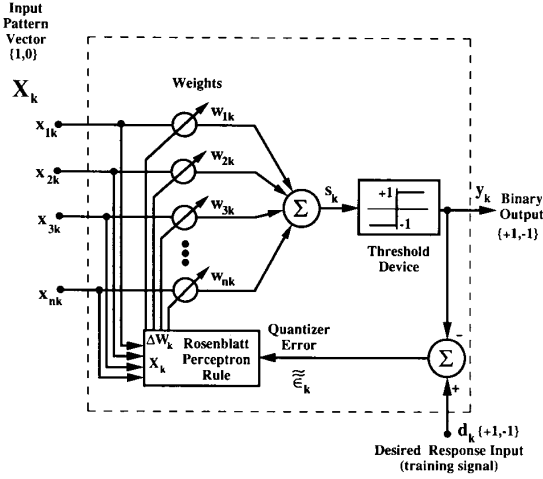 Input
Pattern
Vector
{1,0}
X_k
Weights
x_1k
w_1k
x_2k
w_2k
x_3k
w_3k
x_nk
w_nk
Σ
s_k
+1
-1
y_k
Binary
Output
{+1,-1}
Threshold
Device
ΔW_k
X_k
Rosenblatt
Perceptron
Rule
Quantizer
Error
ε̃̃_k
-
Σ
+
d_k {+1,-1}
Desired Response Input
(training signal)